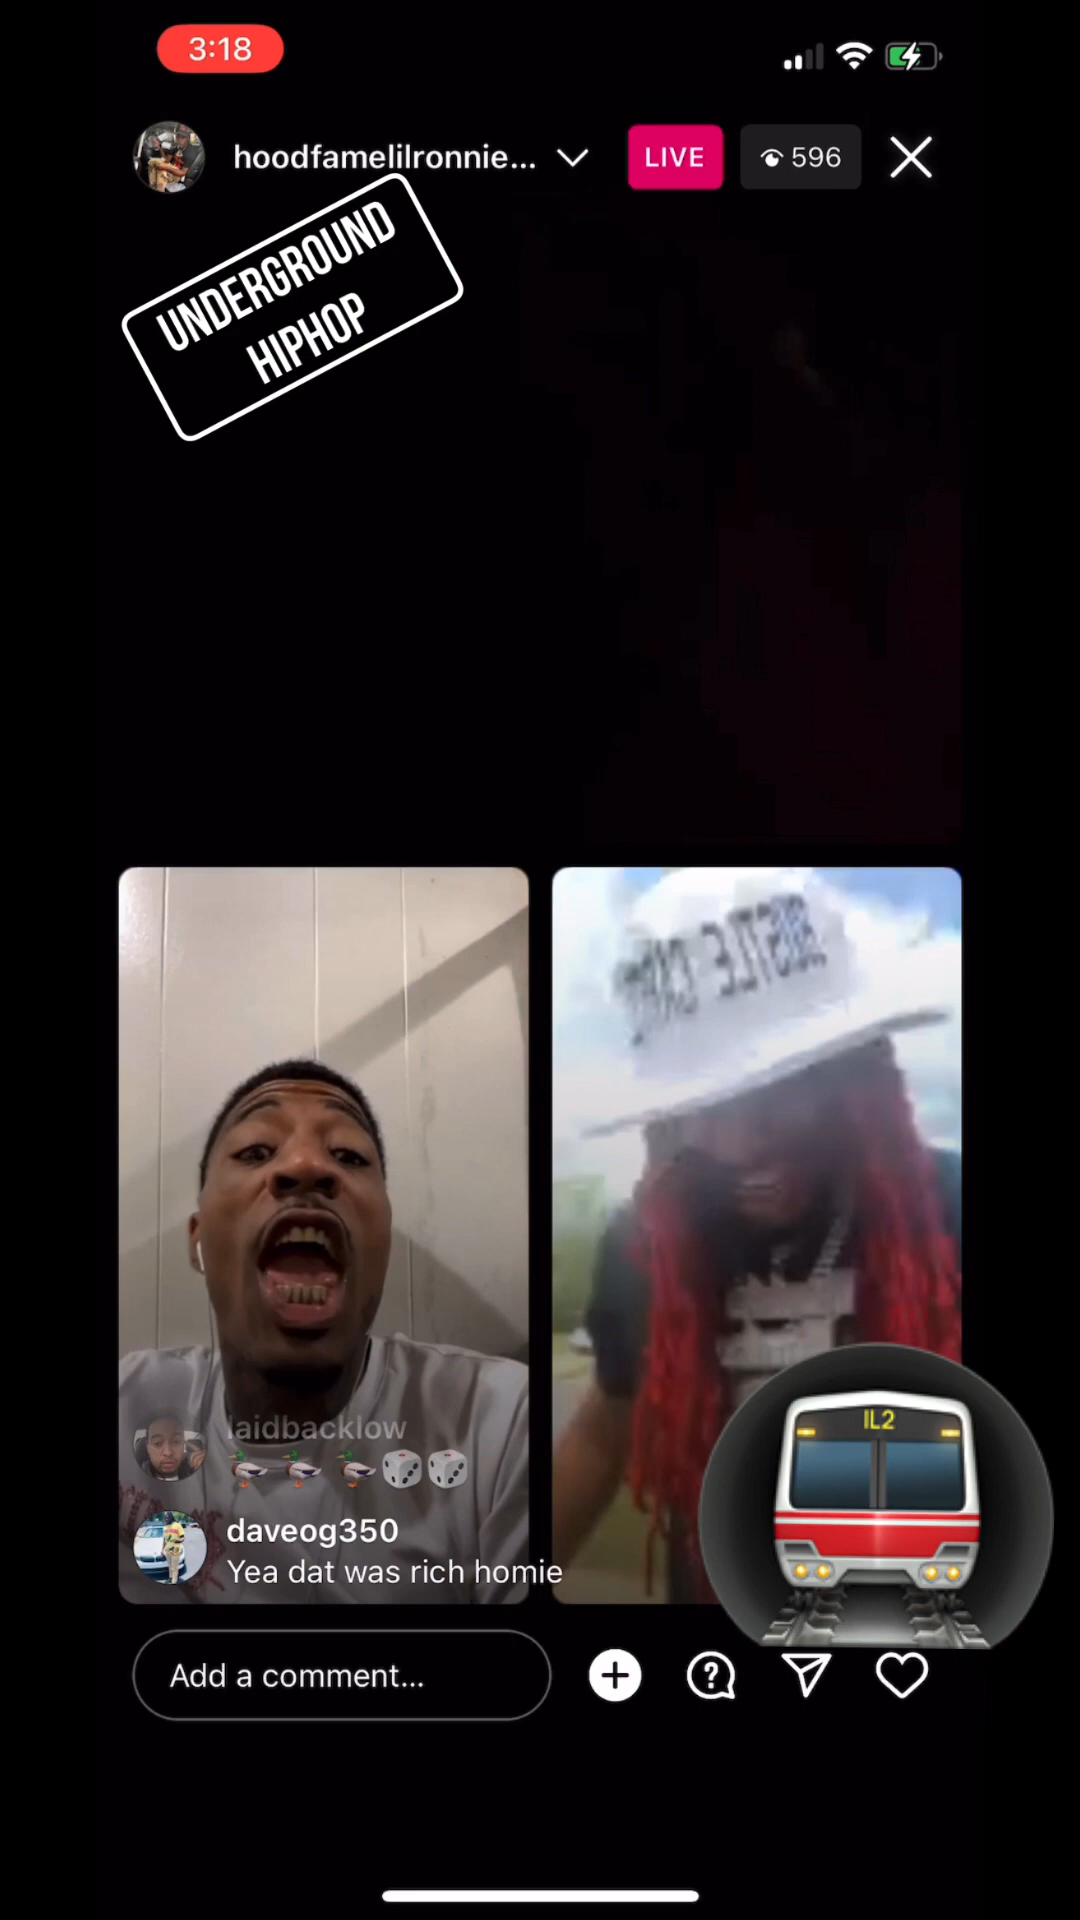 3:18
hoodfamelilronnie...
LIVE
596
UNDERGROUND
HIPHOP
laidbacklow
IL2
daveog350
Yea dat was rich homie
Add a comment...